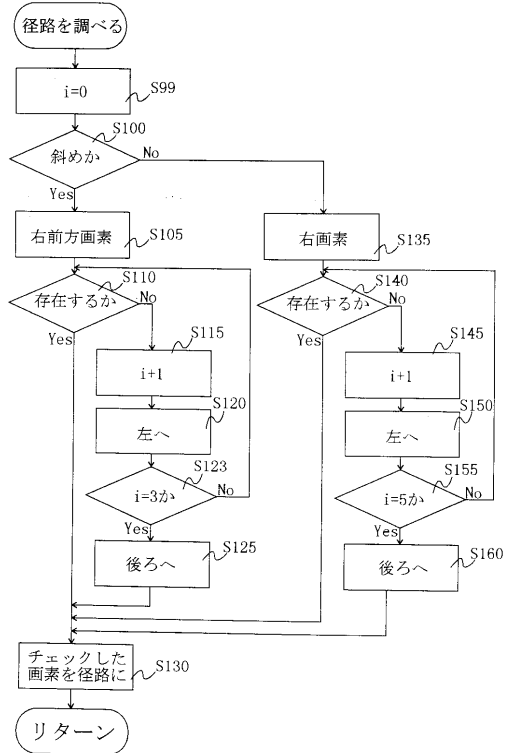 径路を調べる
i=0
S99
S100
斜めか
No
Yes
右前方画素
S105
右画素
S135
S110
存在するか
No
Yes
S140
存在するか
No
Yes
S115
i+1
S145
i+1
S120
左へ
S150
左へ
S123
i=3か
No
Yes
S155
i=5か
No
Yes
S125
後ろへ
S160
後ろへ
チェックした
画素を径路に
S130
リターン